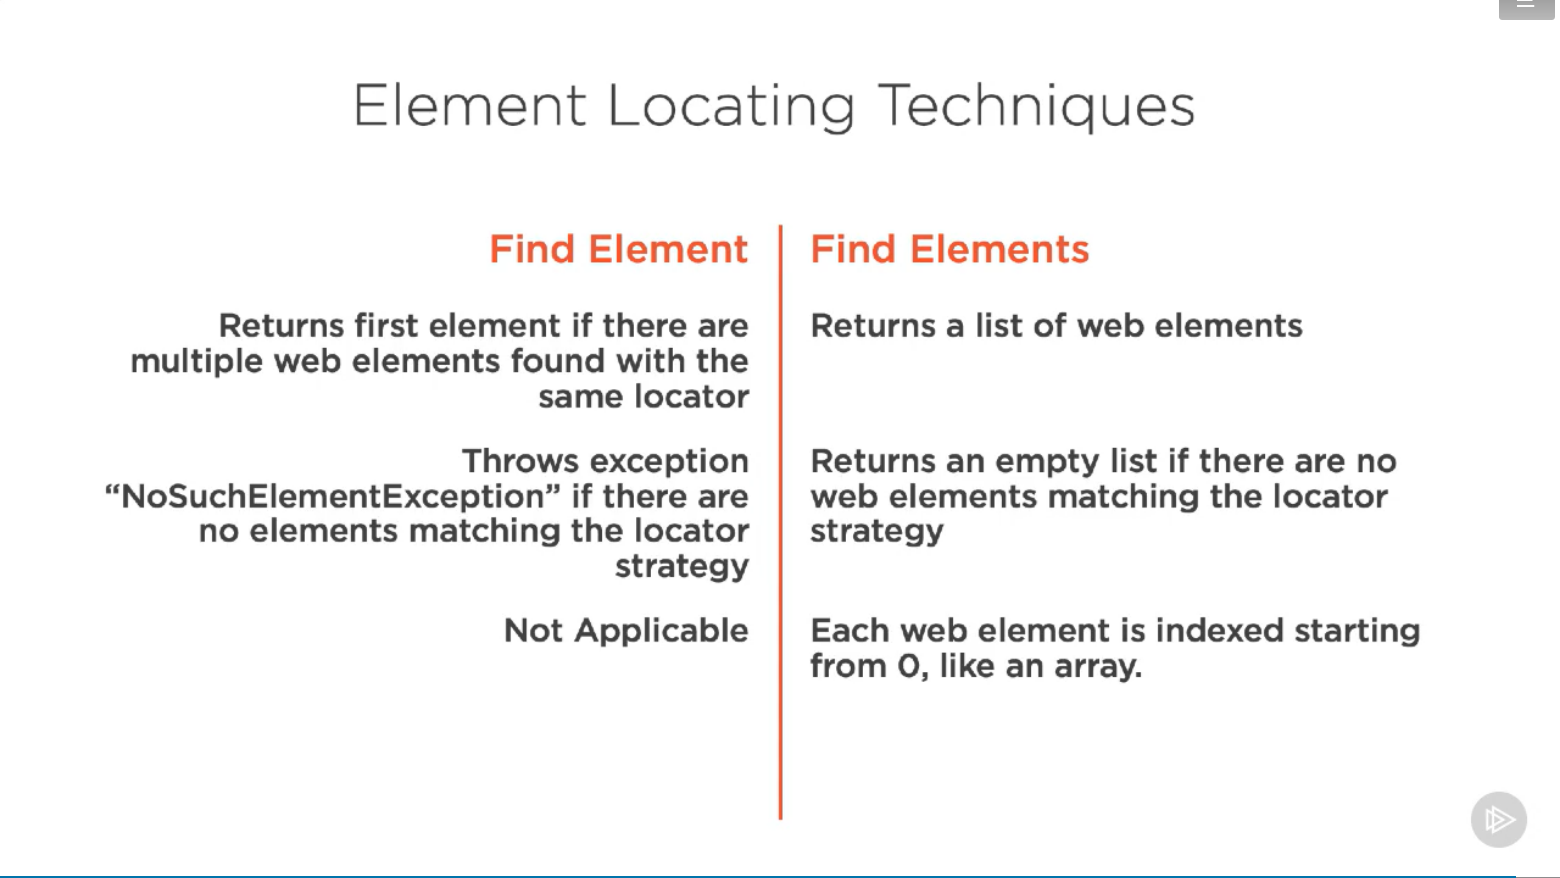 Element Locating Techniques
Find Element
Returns first element if there are
multiple web elements found with the
same locator
Throws exception
“NoSuchElementException” if there are
no elements matching the locator
strategy
Not Applicable
Find Elements
Returns a list of web elements
Returns an empty list if there are no
web elements matching the locator
strategy
Each web element is indexed starting
from 0, like an array.